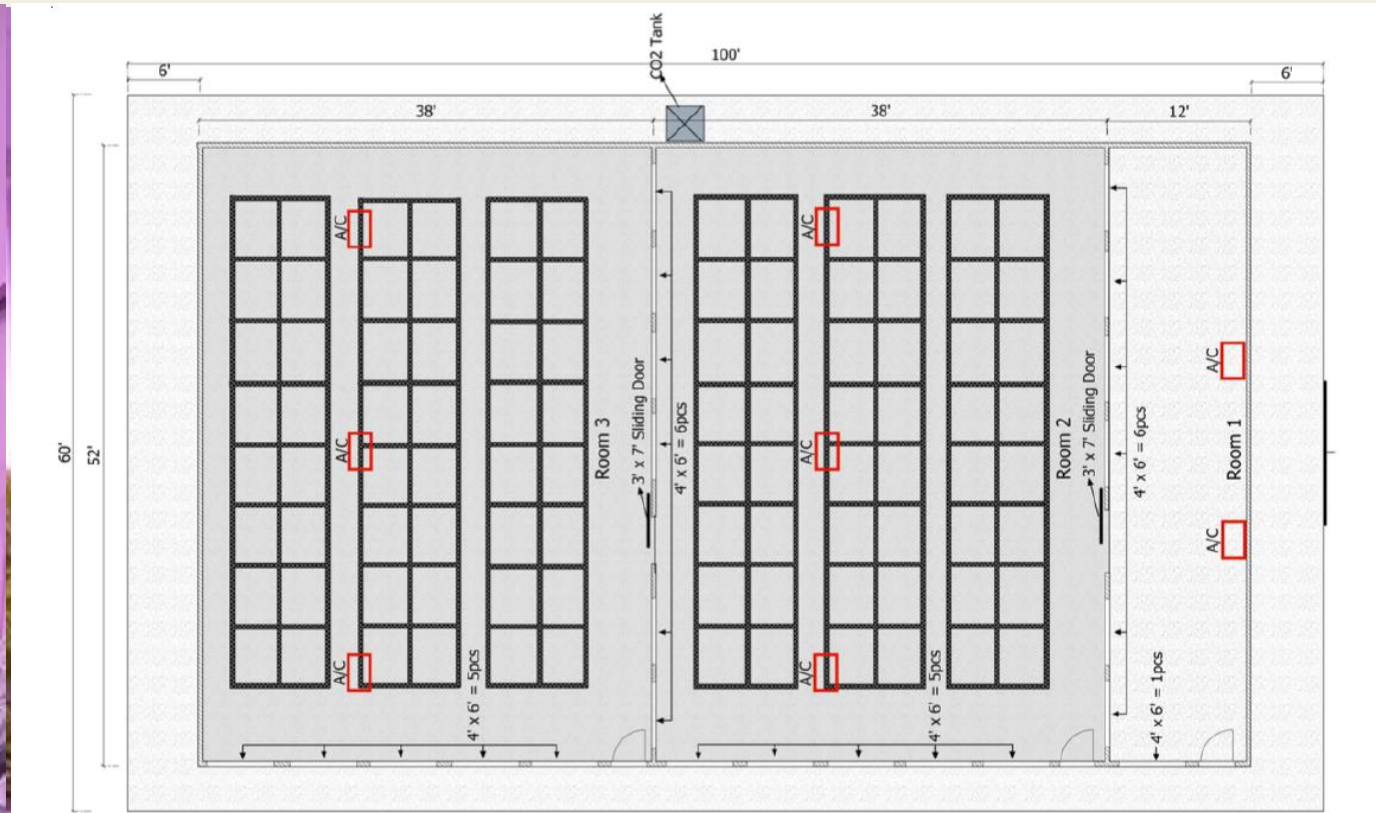 CO2 Tank
100'
6'
6'
38'
38'
12'
60'
52'
A/C
A/C
A/C
Room 3
3' x 7' Sliding Door
4' x 6' = 6pcs
4' x 6' = 5pcs
A/C
A/C
A/C
Room 2
3' x 7' Sliding Door
4' x 6' = 6pcs
4' x 6' = 5pcs
A/C
A/C
Room 1
4' x 6' = 1pcs